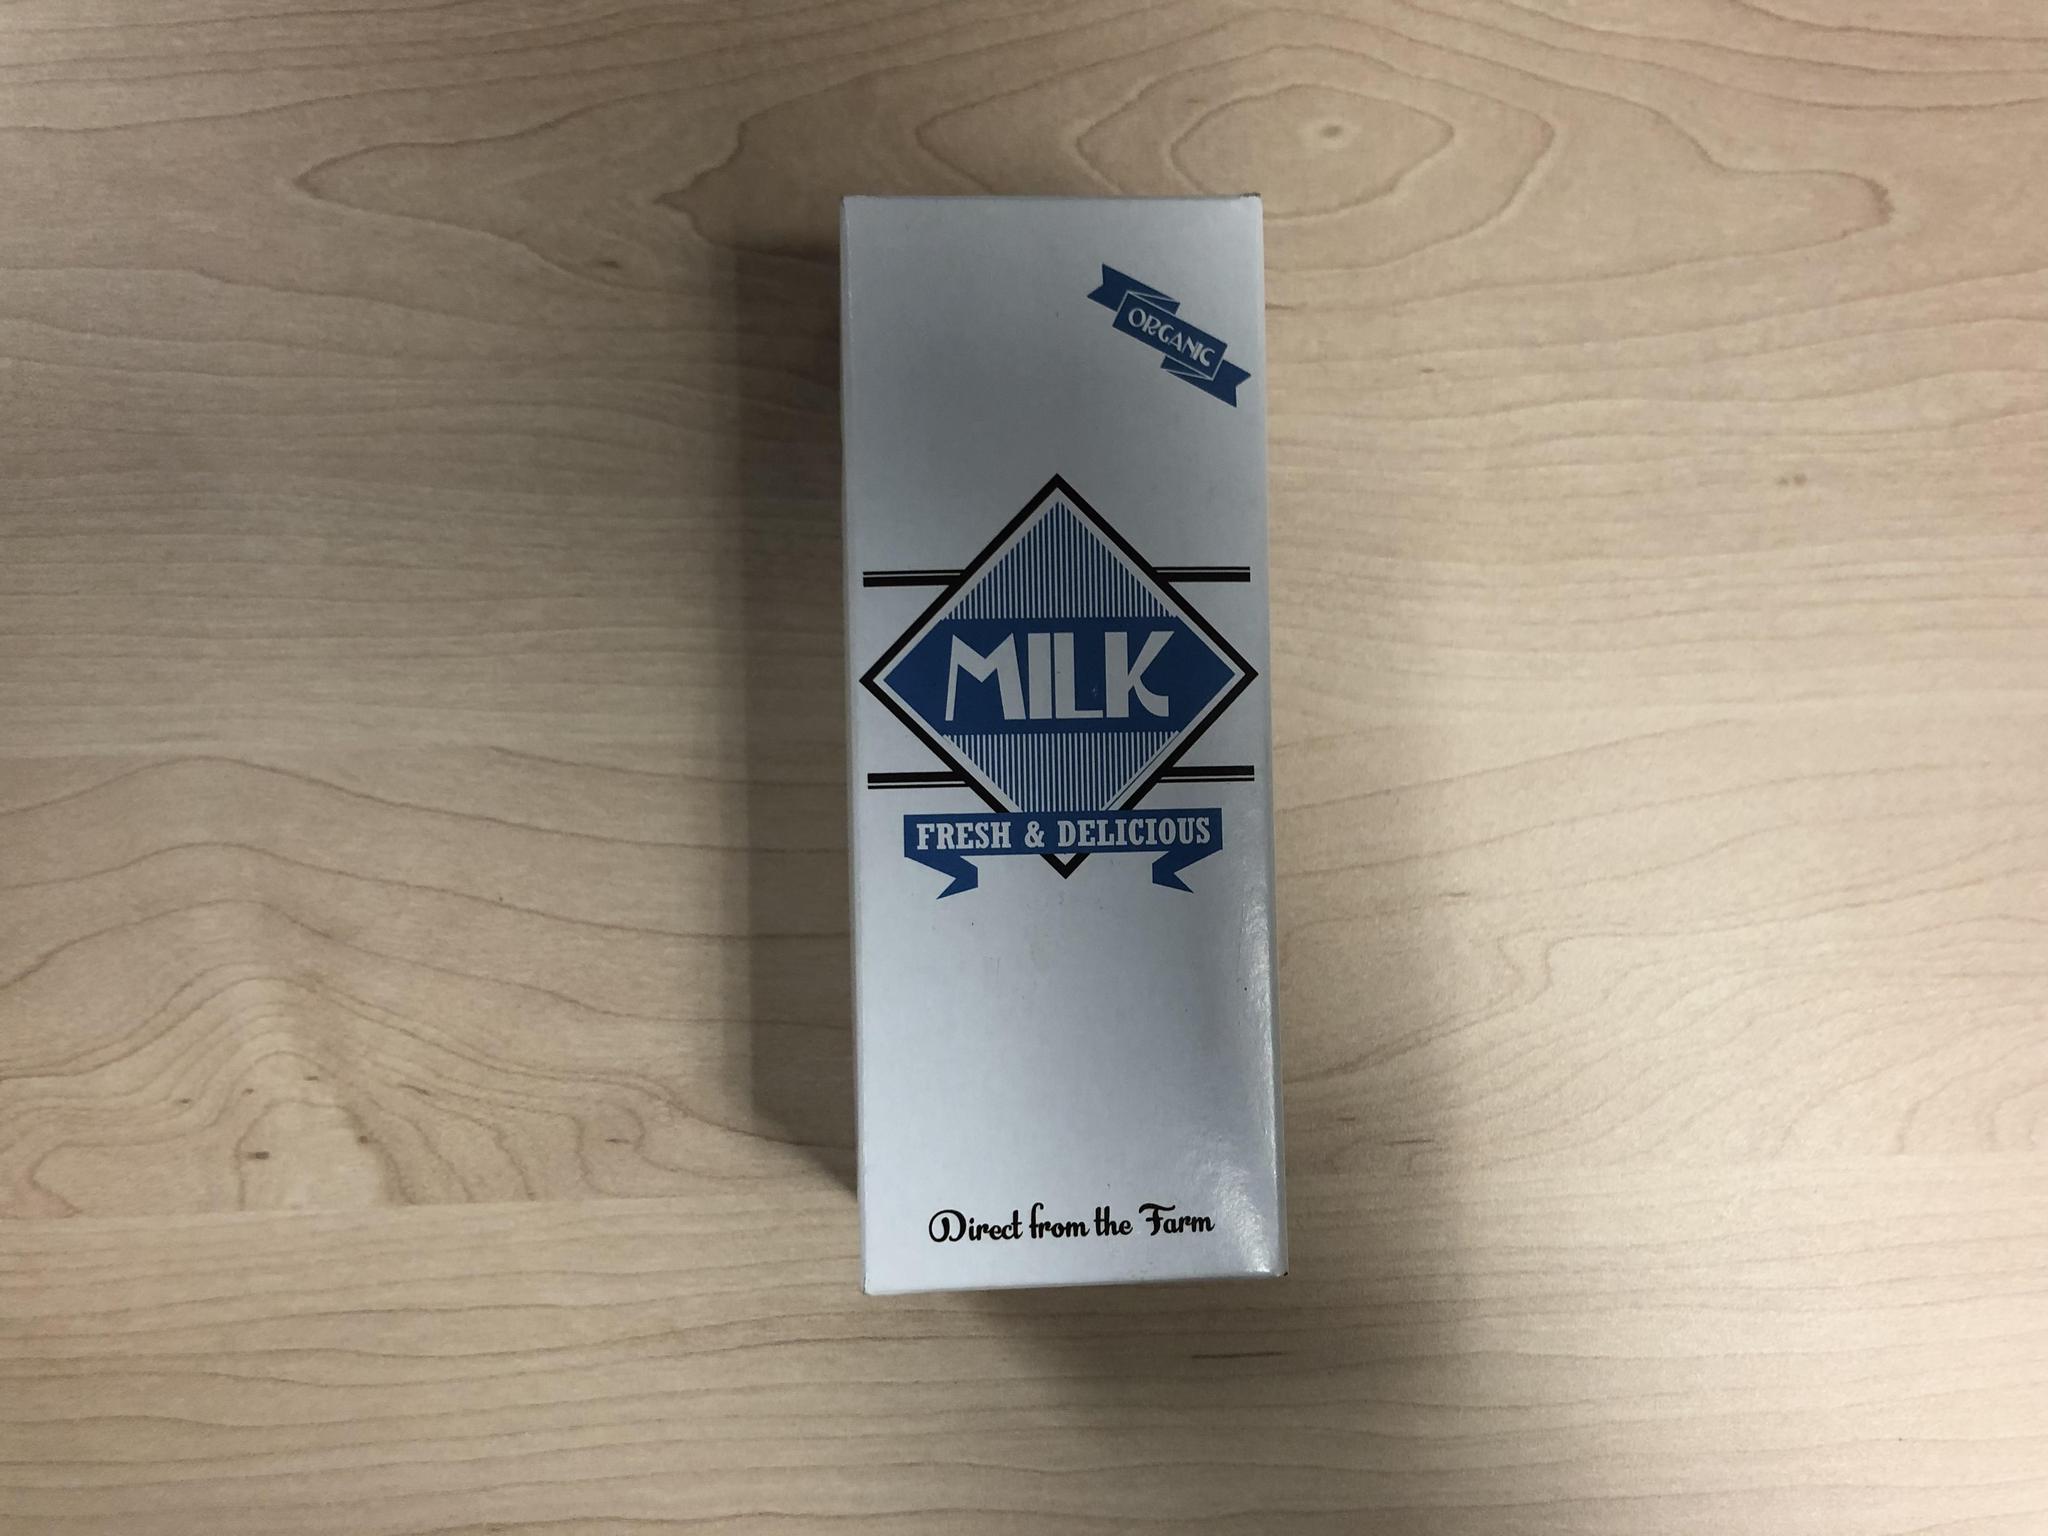 ORGANIC
MILK
FRESH & DELICIOUS
Direct from the Farm